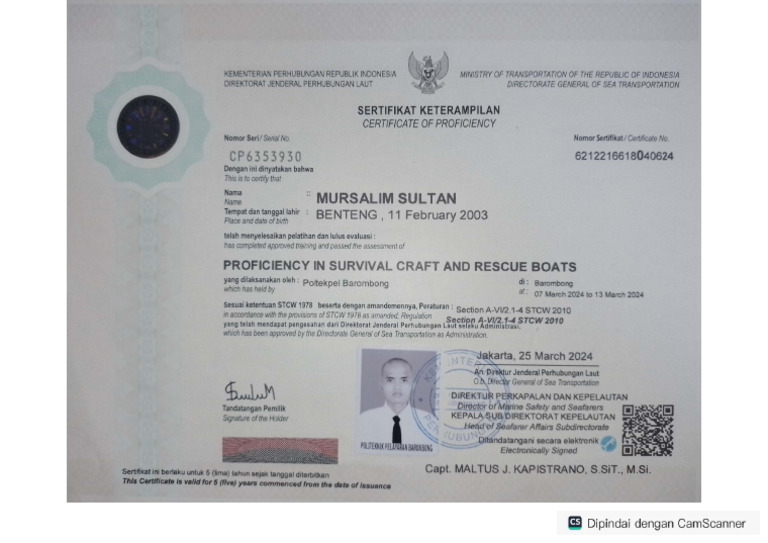 KEMENTERIAN PERHUBUNGAN REPUBLIK INDONESIA
DIREKTORAT JENDERAL PERHUBUNGAN LAUT
MINISTRY OF TRANSPORTATION OF THE REPUBLIC OF INDONESIA
DIRECTORATE GENERAL OF SEA TRANSPORTATION
SERTIFIKAT KETERAMPILAN
CERTIFICATE OF PROFICIENCY
Nomor Seri / Serial No.
CP6353930
Nomor Sertifikat / Certificate No.
6212216618040624
Dengan ini dinyatakan bahwa
This is to certify that
Nama : MURSALIM SULTAN
Name
Tempat dan tanggal lahir : BENTENG , 11 February 2003
Place and date of birth
telah menyelesaikan pelatihan dan lulus evaluasi :
has completed approved training and passed the assessment of
PROFICIENCY IN SURVIVAL CRAFT AND RESCUE BOATS
yang dilaksanakan oleh : Poltekpel Barombong
which has held by
di : Barombong
at : 07 March 2024 to 13 March 2024
Sesuai ketentuan STCW 1978 beserta dengan amandemennya, Peraturan : Section A-VI/2.1-4 STCW 2010
in accordance with the provisions of STCW 1978 as amended, Regulation Section A-VI/2.1-4 STCW 2010
yang telah mendapat pengesahan dari Direktorat Jenderal Perhubungan Laut selaku Administrasi,
which has been approved by the Directorate General of Sea Transportation as Administration.
Jakarta, 25 March 2024
An. Direktur Jenderal Perhubungan Laut
O.b. Director General of Sea Transportation
DIREKTUR PERKAPALAN DAN KEPELAUTAN
Director of Marine Safety and Seafarers
KEPALA SUB DIREKTORAT KEPELAUTAN
Head of Seafarer Affairs Subdirectorate
Ditandatangani secara elektronik
Electronically Signed
Capt. MALTUS J. KAPISTRANO, S.SiT., M.Si.
Tandatangan Pemilik
Signature of the Holder
POLITEKNIK PELAYARAN BAROMBONG
Sertifikat ini berlaku untuk 5 (lima) tahun sejak tanggal diterbitkan
This Certificate is valid for 5 (five) years commenced from the date of issuance
CS Dipindai dengan CamScanner